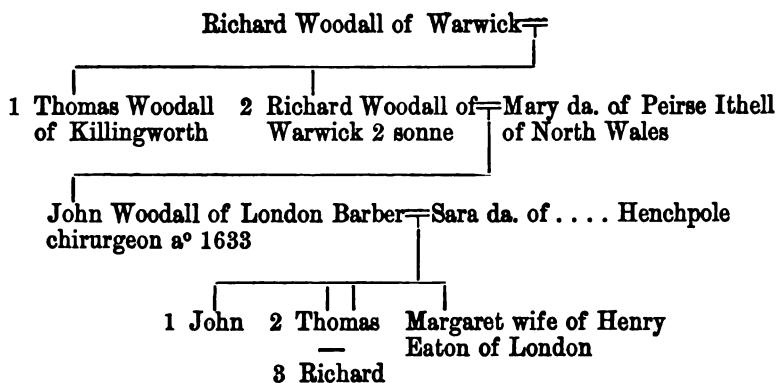 Richard Woodall of Warwick
1 Thomas Woodall of Killingworth
2 Richard Woodall of Warwick 2 sonne
Mary da. of Peirse Ithell of North Wales
John Woodall of London Barber chirurgeon aº 1633
Sara da. of .... Henchpole
1 John
2 Thomas
3 Richard
Margaret wife of Henry Eaton of London